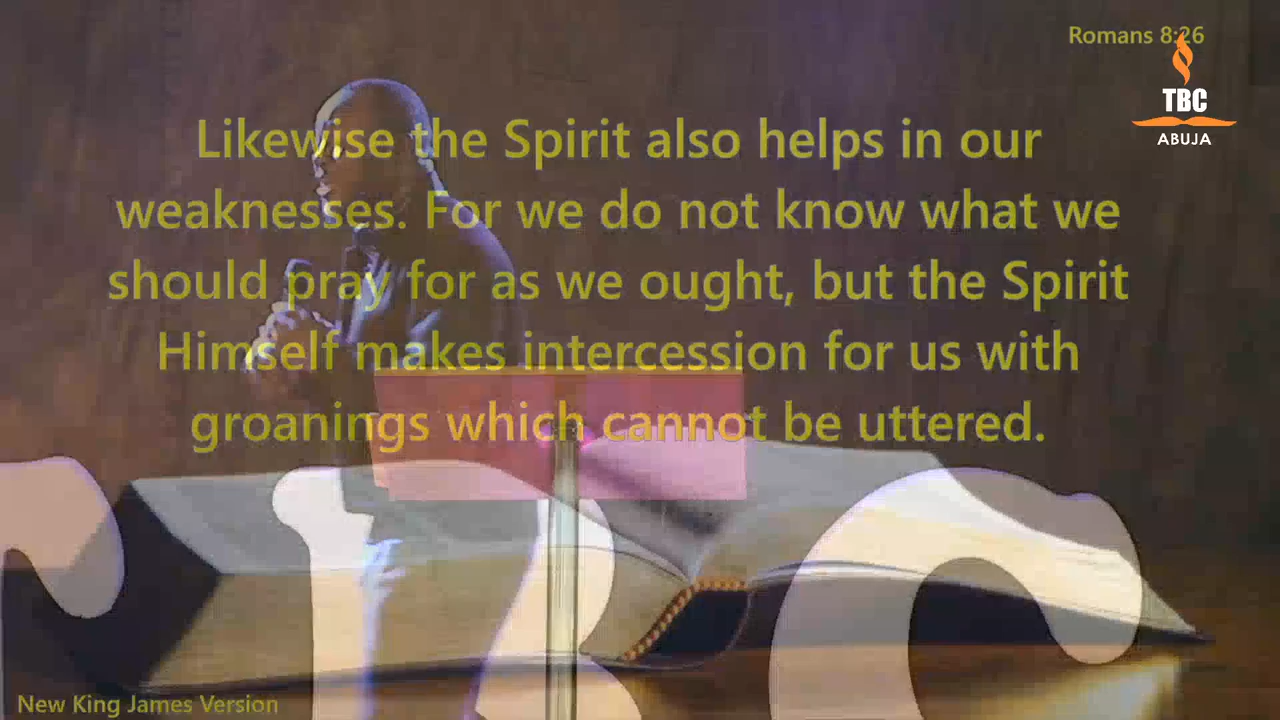 Romans 8:26
TBC
ABUJA
Likewise the Spirit also helps in our
weaknesses. For we do not know what we
should pray for as we ought, but the Spirit
Himself makes intercession for us with
groanings which cannot be uttered.
New King James Version